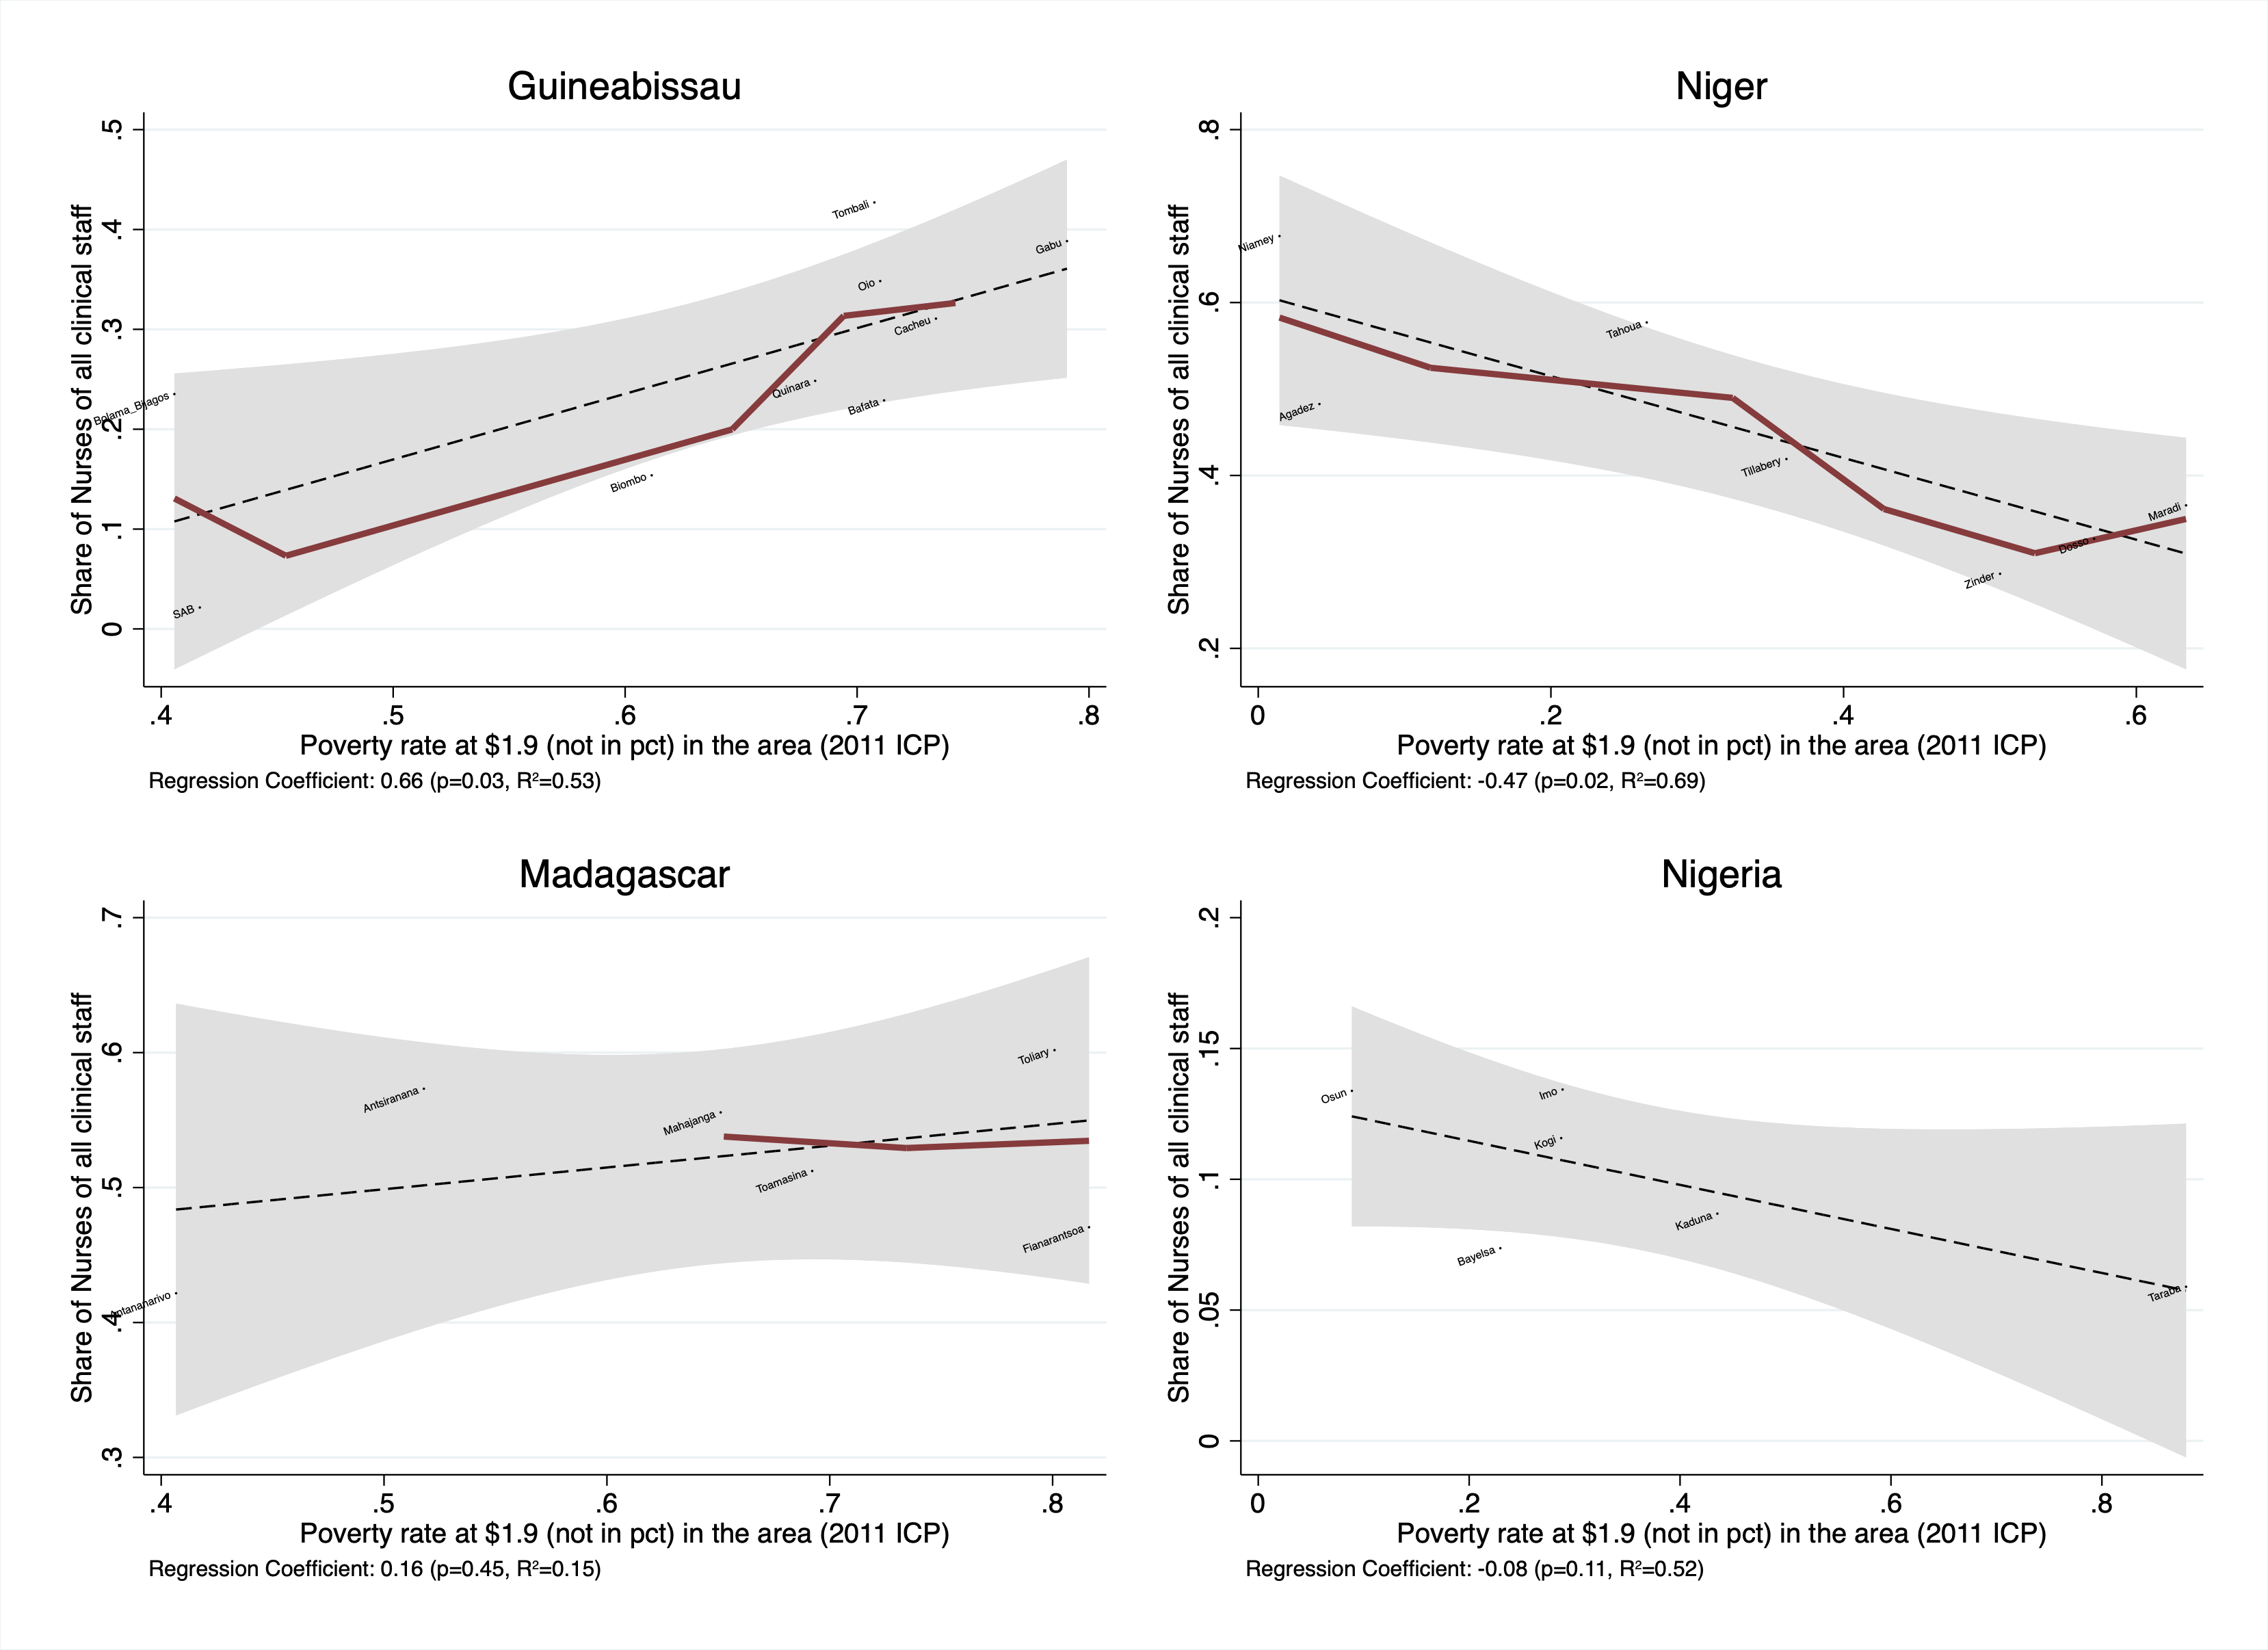 Guineabissau
Share of Nurses of all clinical staff
.5
.4
.3
.2
.1
0
Tombali
Gabu
Oio
Cacheu
Quinara
Bafata
Bolama_Bijagos
Biombo
SAB
.4 .5 .6 .7 .8
Poverty rate at $1.9 (not in pct) in the area (2011 ICP)
Regression Coefficient: 0.66 (p=0.03, R²=0.53)
Niger
Share of Nurses of all clinical staff
.8
.6
.4
.2
Niamey
Tahoua
Agadez
Tillabery
Maradi
Dosso
Zinder
0 .2 .4 .6
Poverty rate at $1.9 (not in pct) in the area (2011 ICP)
Regression Coefficient: -0.47 (p=0.02, R²=0.69)
Madagascar
Share of Nurses of all clinical staff
.7
.6
.5
.4
.3
Toliary
Antsiranana
Mahajanga
Toamasina
Fianarantsoa
Antananarivo
.4 .5 .6 .7 .8
Poverty rate at $1.9 (not in pct) in the area (2011 ICP)
Regression Coefficient: 0.16 (p=0.45, R²=0.15)
Nigeria
Share of Nurses of all clinical staff
.2
.15
.1
.05
0
Osun
Imo
Kogi
Kaduna
Bayelsa
Taraba
0 .2 .4 .6 .8
Poverty rate at $1.9 (not in pct) in the area (2011 ICP)
Regression Coefficient: -0.08 (p=0.11, R²=0.52)